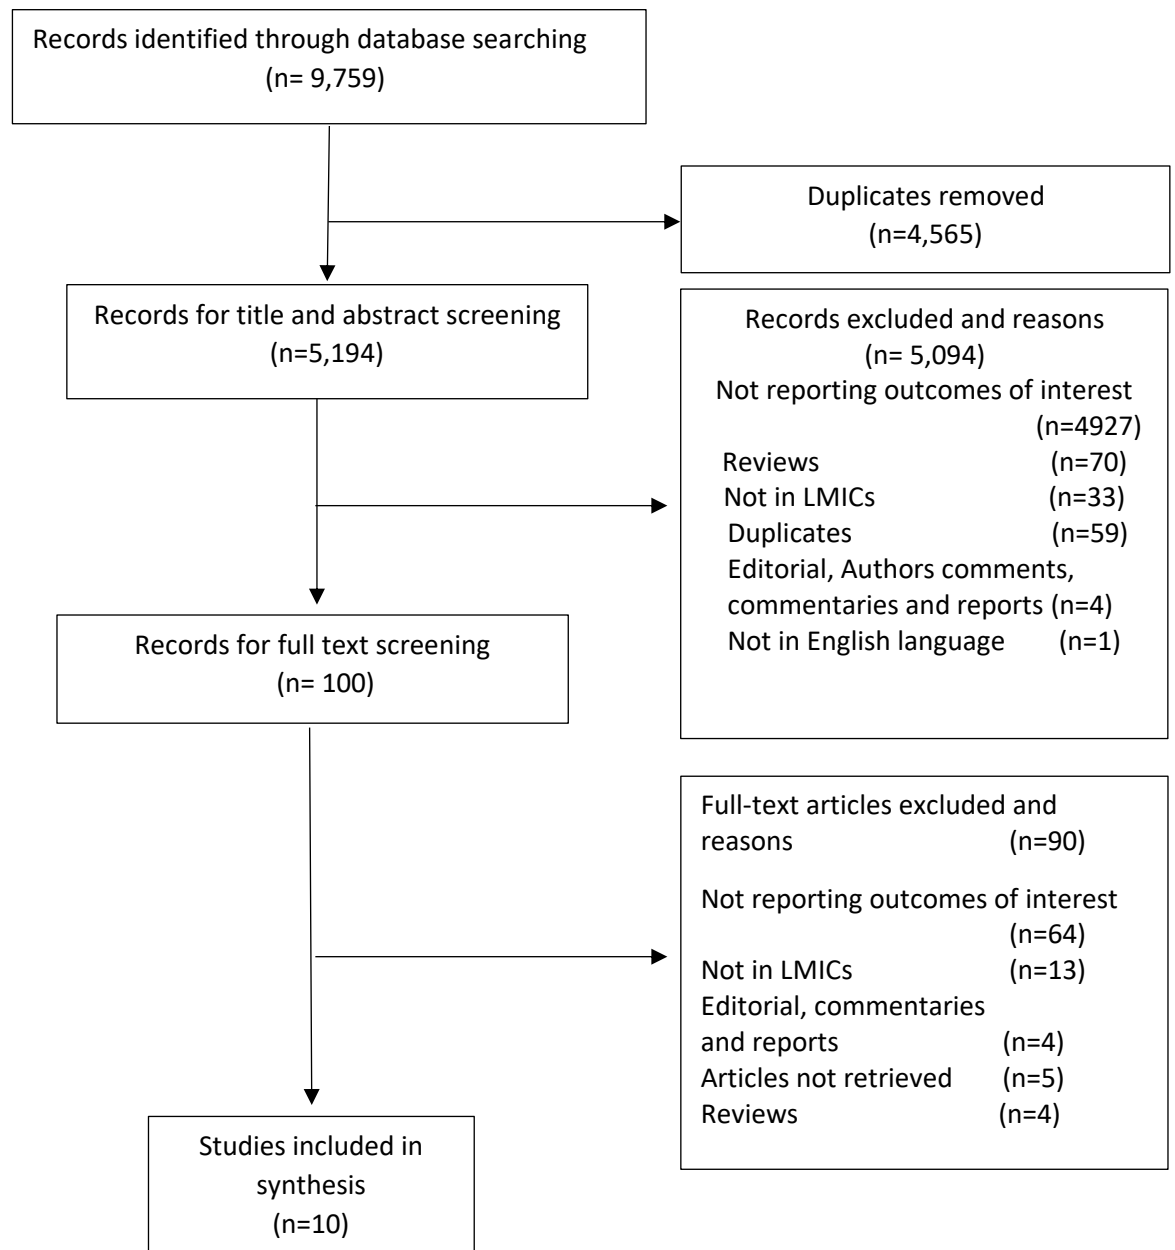 Records identified through database searching
(n= 9,759)
Duplicates removed
(n=4,565)
Records for title and abstract screening
(n=5,194)
Records excluded and reasons
(n= 5,094)
Not reporting outcomes of interest
(n=4927)
Reviews (n=70)
Not in LMICs (n=33)
Duplicates (n=59)
Editorial, Authors comments,
commentaries and reports (n=4)
Not in English language (n=1)
Records for full text screening
(n= 100)
Full-text articles excluded and
reasons (n=90)
Not reporting outcomes of interest
(n=64)
Not in LMICs (n=13)
Editorial, commentaries
and reports (n=4)
Articles not retrieved (n=5)
Reviews (n=4)
Studies included in
synthesis
(n=10)